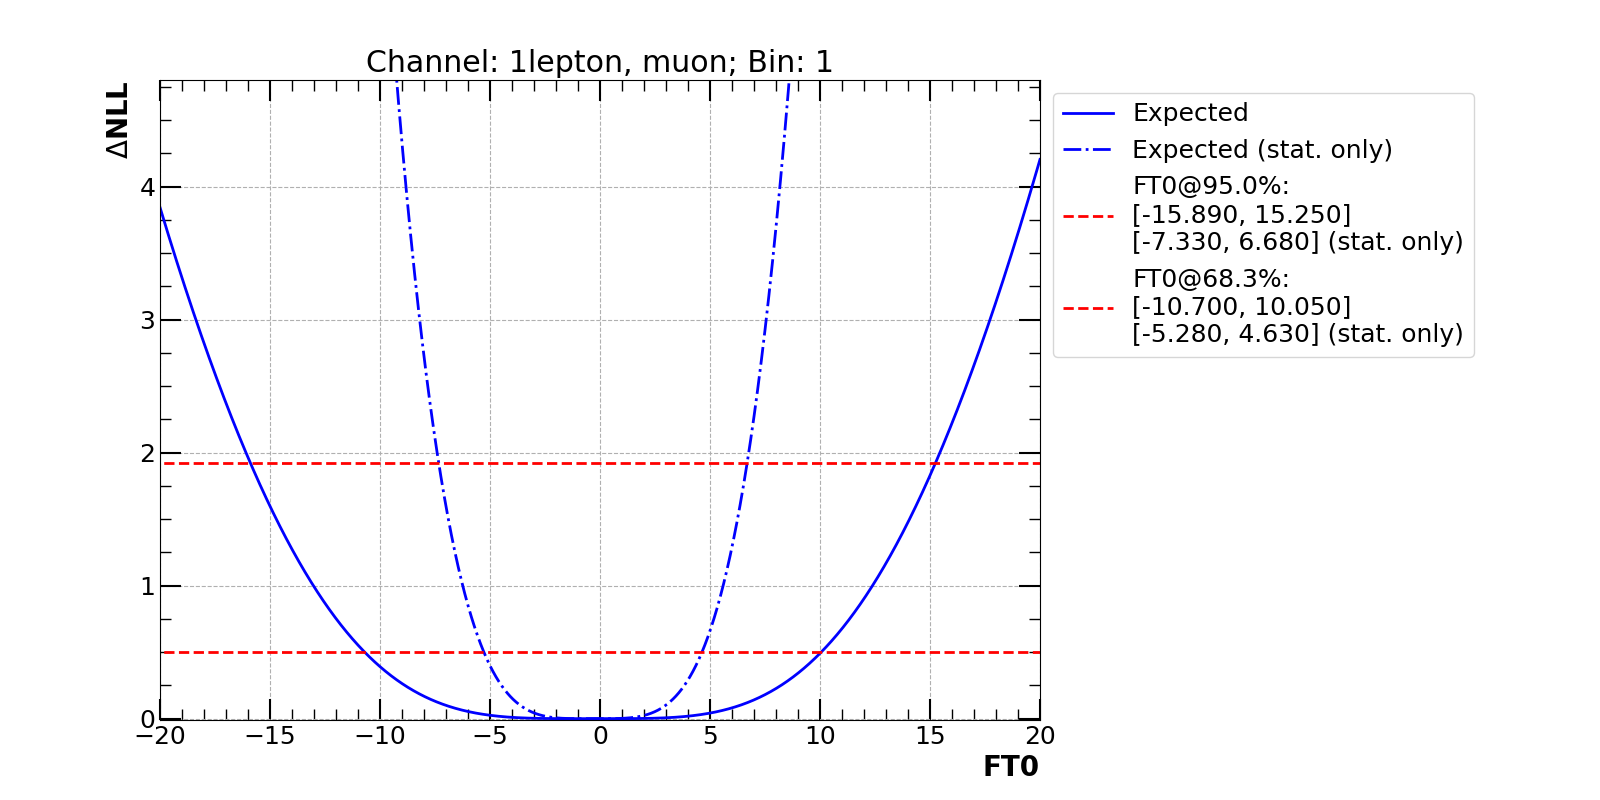 Channel: 1lepton, muon; Bin: 1
ΔNLL
4
3
2
1
0
−20 −15 −10 −5 0 5 10 15 20
FT0
Expected
Expected (stat. only)
FT0@95.0%:
[-15.890, 15.250]
[-7.330, 6.680] (stat. only)
FT0@68.3%:
[-10.700, 10.050]
[-5.280, 4.630] (stat. only)